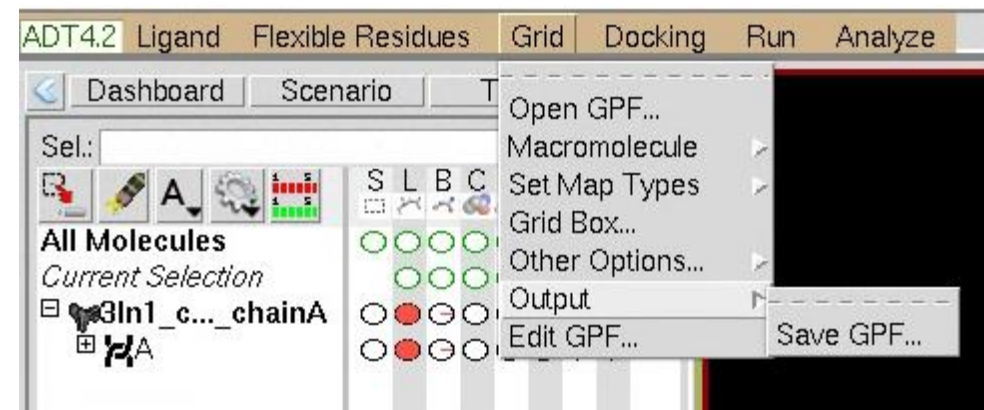 ADT4.2 Ligand Flexible Residues Grid Docking Run Analyze
Dashboard Scenario T
Open GPF...
Sel.:
Macromolecule
S L B C
Set Map Types
A
Grid Box...
All Molecules
Other Options...
Current Selection
Output
3ln1_c..._chainA
Edit GPF...
Save GPF...
A